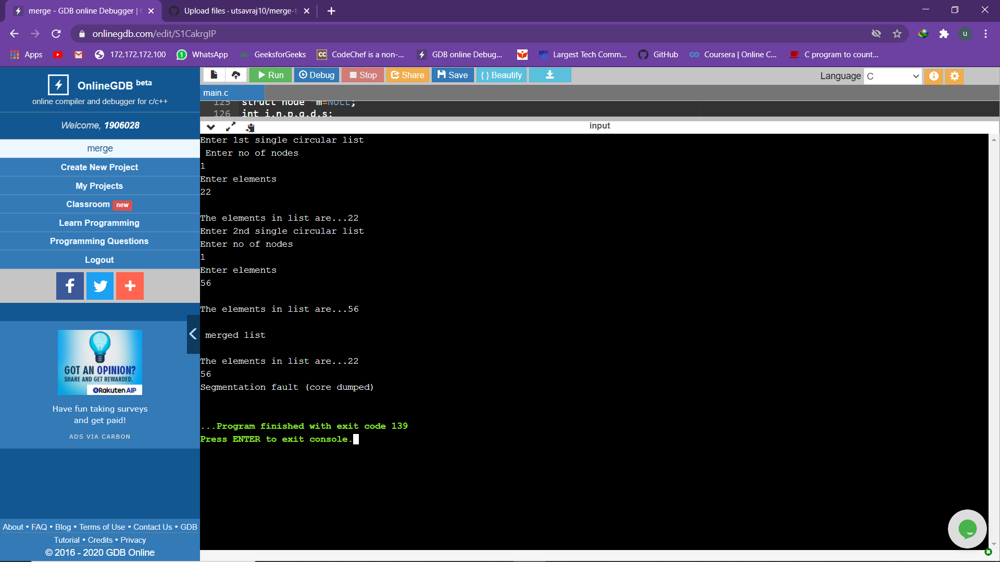 merge - GDB online Debugger |
Upload files · utsavraj10/merge-t
onlinegdb.com/edit/S1CakrgIP
u
Apps
172.172.172.100
WhatsApp
GeeksforGeeks
CodeChef is a non-...
GDB online Debug...
Largest Tech Comm...
GitHub
Coursera | Online C...
C program to count...
OnlineGDB beta
online compiler and debugger for c/c++
Welcome, 1906028
merge
Create New Project
My Projects
Classroom new
Learn Programming
Programming Questions
Logout
GOT AN OPINION?
SHARE AND GET REWARDED.
Rakuten AIP
Have fun taking surveys
and get paid!
ADS VIA CARBON
About • FAQ • Blog • Terms of Use • Contact Us • GDB
Tutorial • Credits • Privacy
© 2016 - 2020 GDB Online
Run Debug Stop Share Save { } Beautify
Language C
main.c
125 struct node *m=NULL;
126 int i,n,p,q,d,s;
input
Enter 1st single circular list
Enter no of nodes
1
Enter elements
22
The elements in list are...22
Enter 2nd single circular list
Enter no of nodes
1
Enter elements
56
The elements in list are...56
merged list
The elements in list are...22
56
Segmentation fault (core dumped)
...Program finished with exit code 139
Press ENTER to exit console.